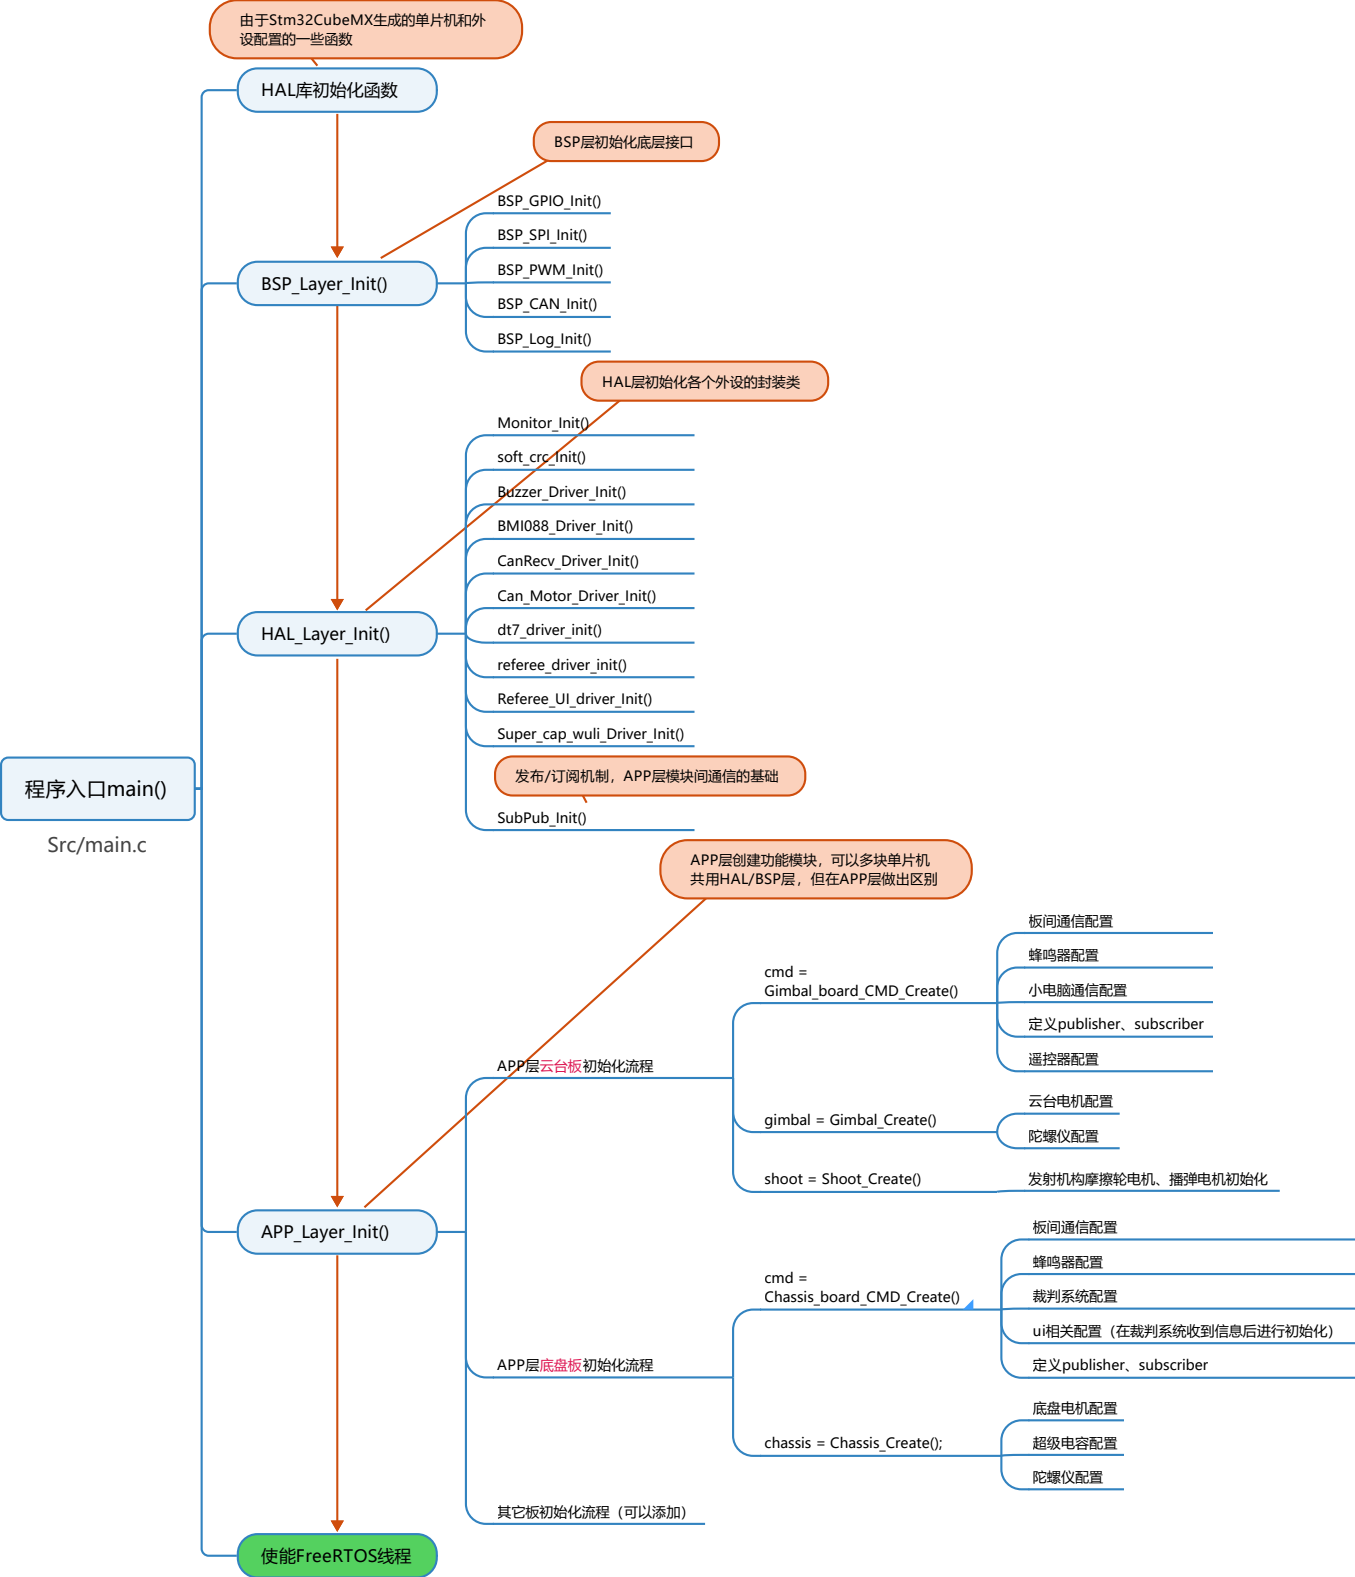 由于Stm32CubeMX生成的单片机和外
设配置的一些函数
HAL库初始化函数
BSP层初始化底层接口
BSP_GPIO_Init()
BSP_SPI_Init()
BSP_Layer_Init()
BSP_PWM_Init()
BSP_CAN_Init()
BSP_Log_Init()
HAL层初始化各个外设的封装类
Monitor_Init()
soft_crc_Init()
Buzzer_Driver_Init()
BMI088_Driver_Init()
CanRecv_Driver_Init()
Can_Motor_Driver_Init()
HAL_Layer_Init()
dt7_driver_init()
referee_driver_init()
Referee_UI_driver_Init()
Super_cap_wuli_Driver_Init()
发布/订阅机制，APP层模块间通信的基础
SubPub_Init()
程序入口main()
Src/main.c
APP层创建功能模块，可以多块单片机
共用HAL/BSP层，但在APP层做出区别
板间通信配置
蜂鸣器配置
cmd =
Gimbal_board_CMD_Create()
小电脑通信配置
定义publisher、subscriber
遥控器配置
APP层云台板初始化流程
云台电机配置
gimbal = Gimbal_Create()
陀螺仪配置
shoot = Shoot_Create()
发射机构摩擦轮电机、播弹电机初始化
APP_Layer_Init()
板间通信配置
蜂鸣器配置
cmd =
Chassis_board_CMD_Create()
裁判系统配置
ui相关配置（在裁判系统收到信息后进行初始化）
定义publisher、subscriber
APP层底盘板初始化流程
底盘电机配置
chassis = Chassis_Create();
超级电容配置
陀螺仪配置
其它板初始化流程（可以添加）
使能FreeRTOS线程